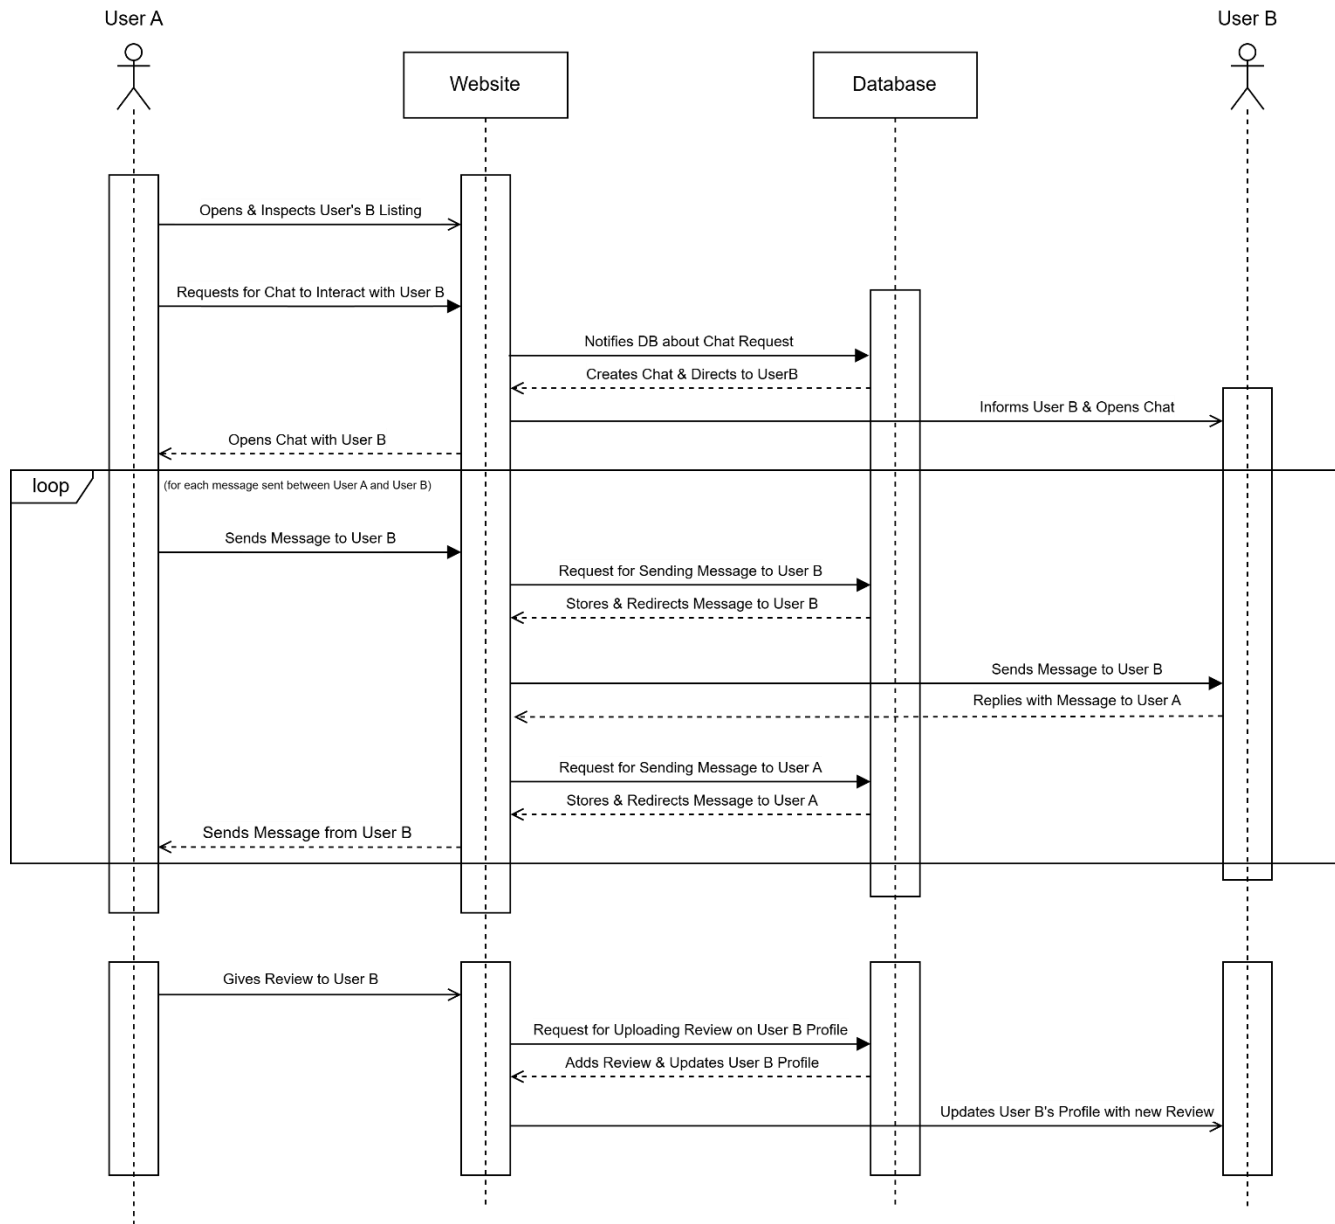 User A
User B
Website
Database
Opens & Inspects User's B Listing
Requests for Chat to Interact with User B
Notifies DB about Chat Request
Creates Chat & Directs to UserB
Informs User B & Opens Chat
Opens Chat with User B
loop
(for each message sent between User A and User B)
Sends Message to User B
Request for Sending Message to User B
Stores & Redirects Message to User B
Sends Message to User B
Replies with Message to User A
Request for Sending Message to User A
Stores & Redirects Message to User A
Sends Message from User B
Gives Review to User B
Request for Uploading Review on User B Profile
Adds Review & Updates User B Profile
Updates User B's Profile with new Review